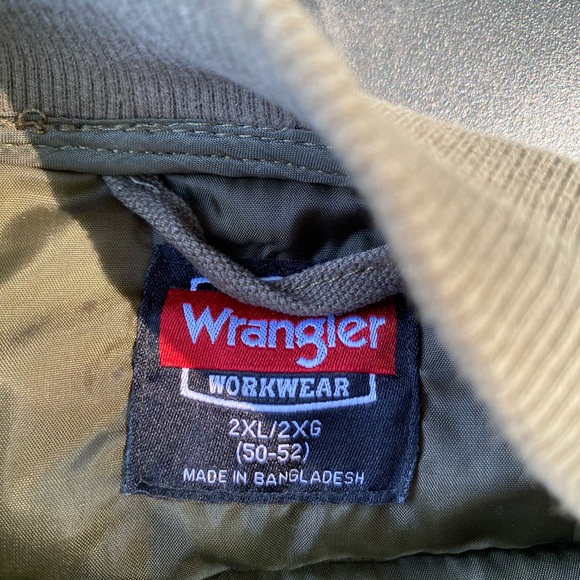 Wrangler
WORKWEAR
2XL/2XG
(50-52)
MADE IN BANGLADESH